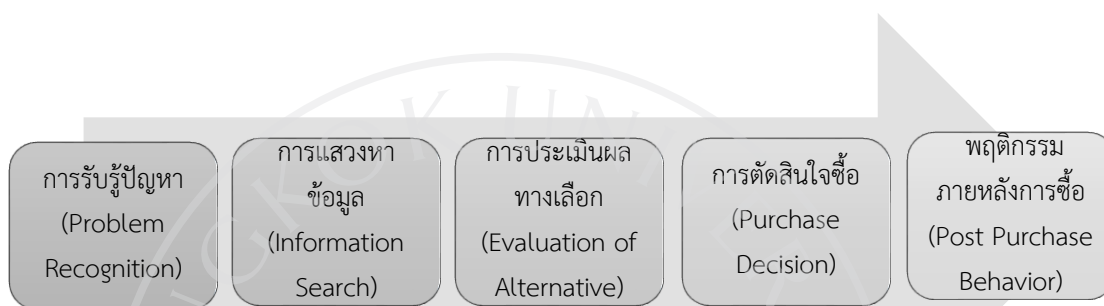 การรับรู้ปัญหา
(Problem
Recognition)
การแสวงหา
ข้อมูล
(Information
Search)
การประเมินผล
ทางเลือก
(Evaluation of
Alternative)
การตัดสินใจซื้อ
(Purchase
Decision)
พฤติกรรม
ภายหลังการซื้อ
(Post Purchase
Behavior)